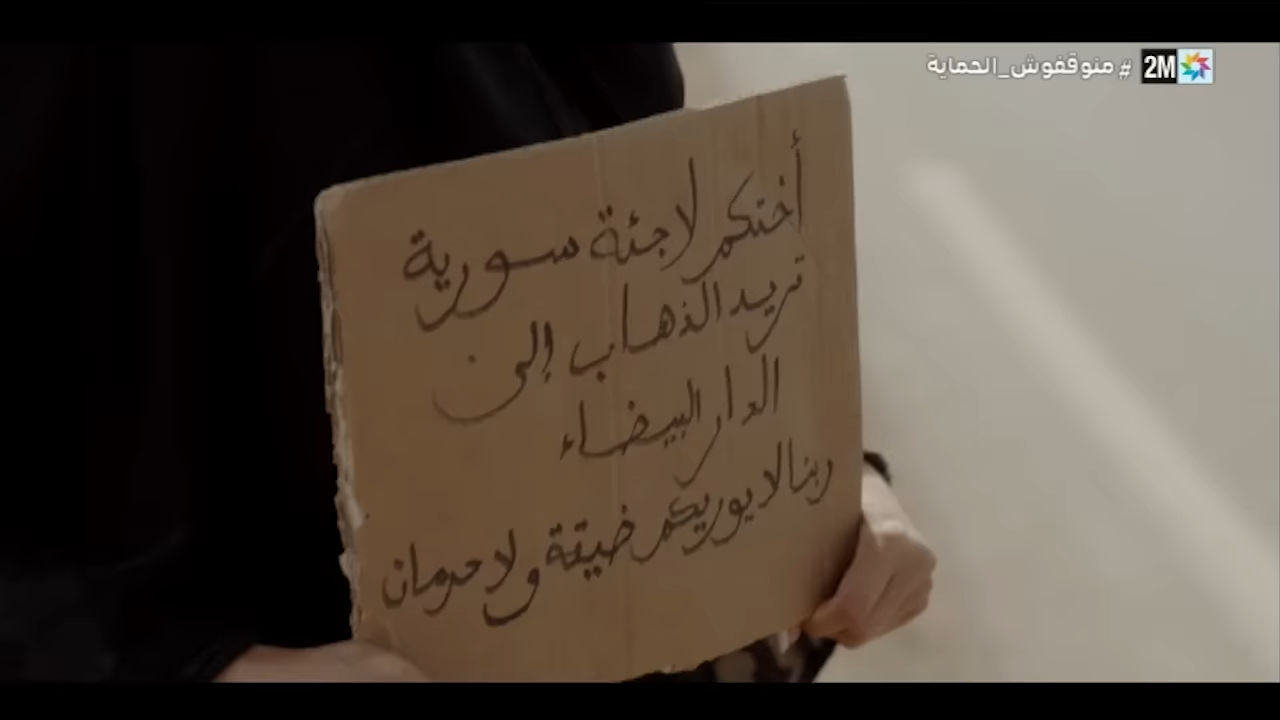 #منوقفوش_الحماية 2M
أختكم لاجئة سورية
تريد الذهاب إلى
الدار البيضاء
ربنا لا يوريكم ضيقة ولا حرمان